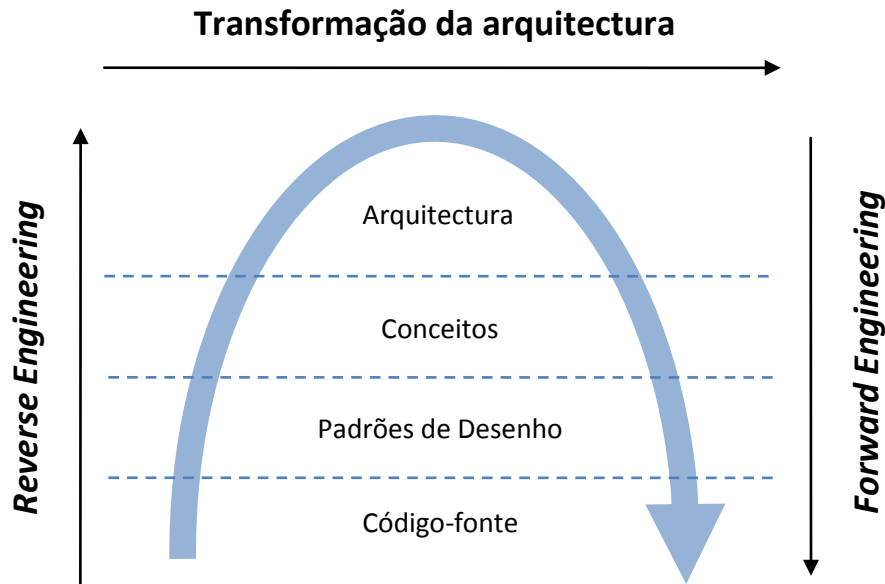 Transformação da arquitectura
Reverse Engineering
Arquitectura
Conceitos
Padrões de Desenho
Código-fonte
Forward Engineering